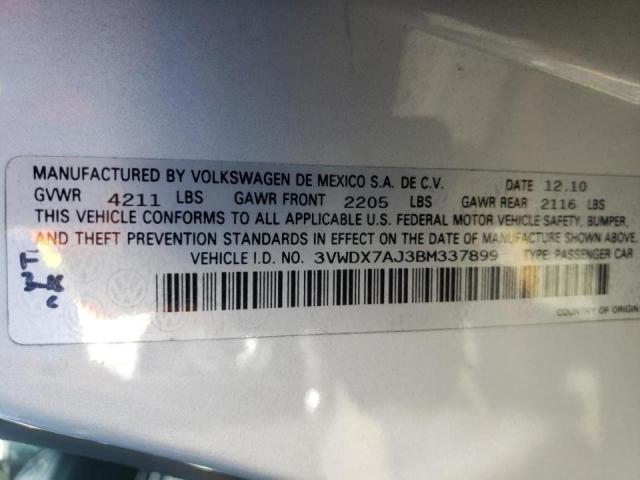 MANUFACTURED BY VOLKSWAGEN DE MEXICO S.A. DE C.V. DATE 12.10
GVWR 4211 LBS GAWR FRONT 2205 LBS GAWR REAR 2116 LBS
THIS VEHICLE CONFORMS TO ALL APPLICABLE U.S. FEDERAL MOTOR VEHICLE SAFETY, BUMPER,
AND THEFT PREVENTION STANDARDS IN EFFECT ON THE DATE OF MANUFACTURE SHOWN ABOVE.
VEHICLE I.D. NO. 3VWDX7AJ3BM337899 TYPE: PASSENGER CAR
COUNTRY OF ORIGIN